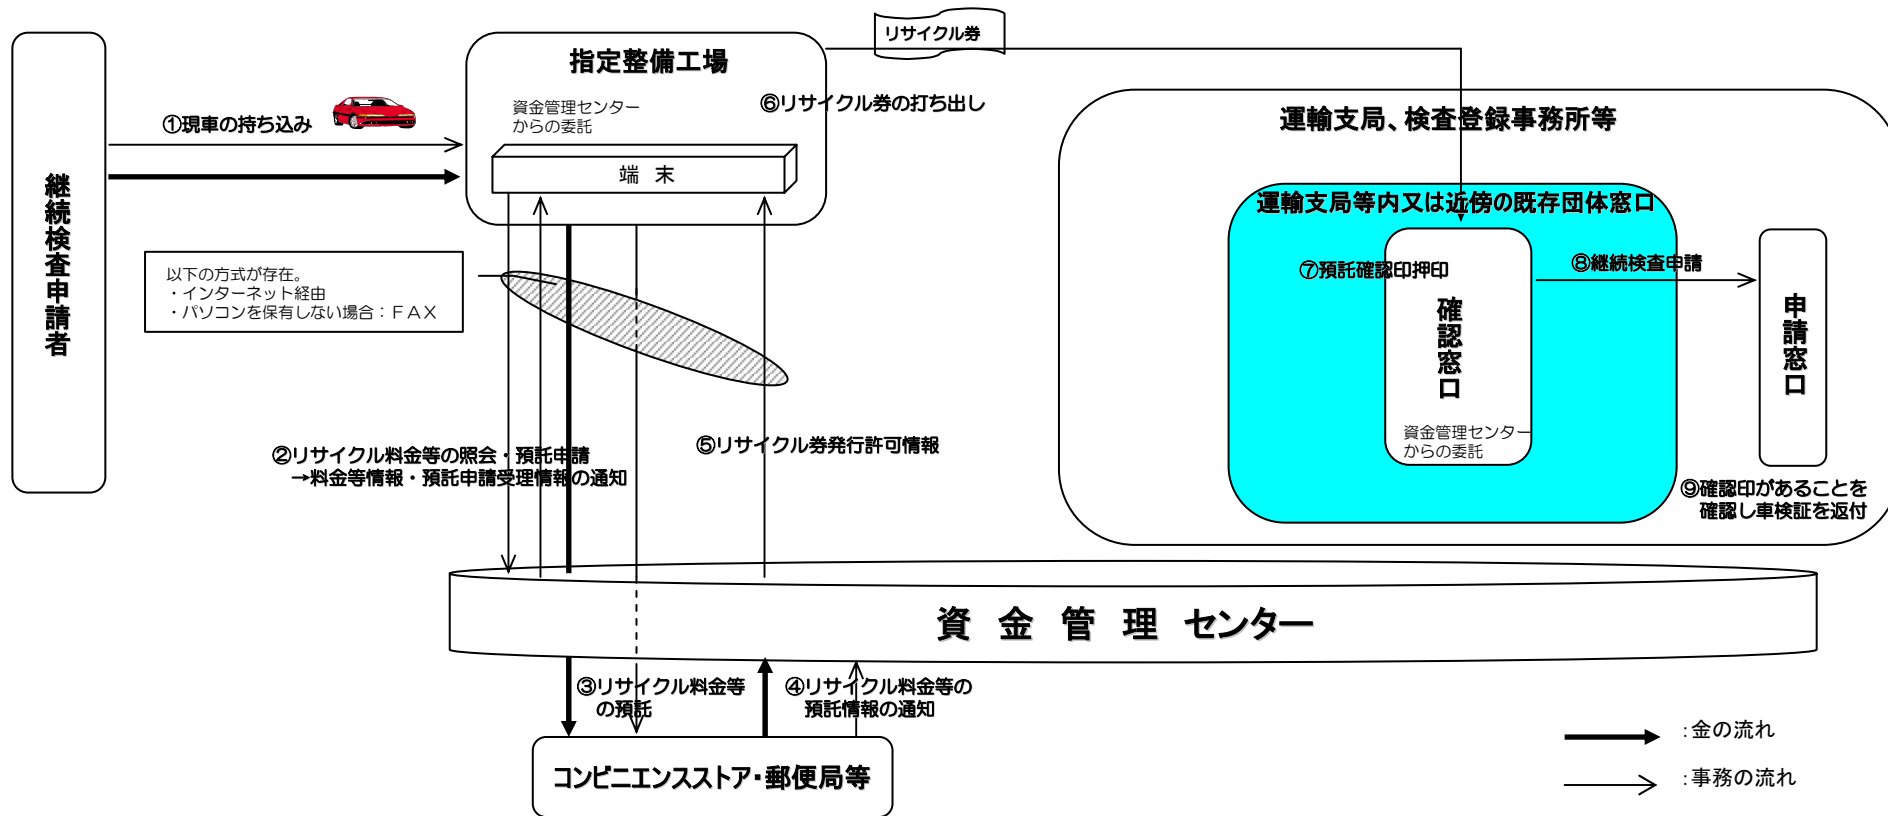 リサイクル券
指定整備工場
資金管理センター
からの委託
⑥リサイクル券の打ち出し
①現車の持ち込み
端　末
継続検査申請者
運輸支局、検査登録事務所等
運輸支局等内又は近傍の既存団体窓口
⑦預託確認印押印
⑧継続検査申請
確認窓口
資金管理センター
からの委託
申請窓口
⑨確認印があることを
確認し車検証を返付
以下の方式が存在。
・インターネット経由
・パソコンを保有しない場合：ＦＡＸ
②リサイクル料金等の照会・預託申請
→料金等情報・預託申請受理情報の通知
⑤リサイクル券発行許可情報
資　金　管　理　センター
③リサイクル料金等
の預託
④リサイクル料金等の
預託情報の通知
コンビニエンスストア・郵便局等
：金の流れ
：事務の流れ